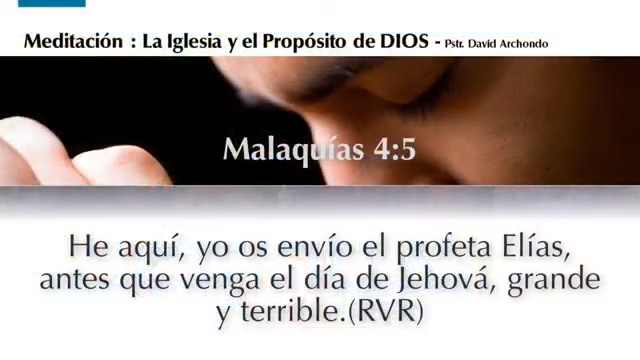 Meditación : La Iglesia y el Propósito de DIOS - Pstr. David Archondo
Malaquías 4:5
He aquí, yo os envío el profeta Elías,
antes que venga el día de Jehová, grande
y terrible.(RVR)